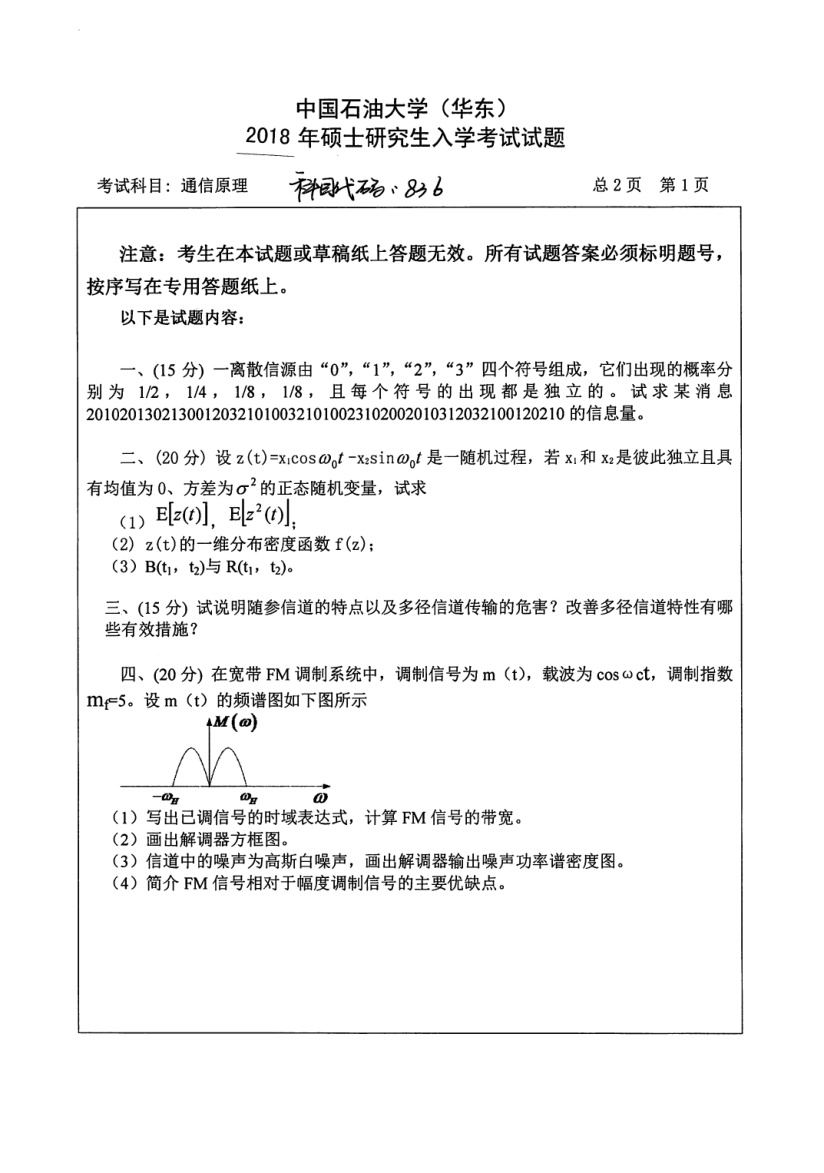 中国石油大学（华东）
2018 年硕士研究生入学考试试题
考试科目: 通信原理 科目代码: 836 总 2 页 第 1 页
注意：考生在本试题或草稿纸上答题无效。所有试题答案必须标明题号，
按序写在专用答题纸上。
以下是试题内容：
一、(15 分) 一离散信源由 “0”，“1”，“2”，“3” 四个符号组成，它们出现的概率分
别为 1/2， 1/4， 1/8， 1/8， 且每个符号的出现都是独立的。试求某消息
201020130213001203210100321010023102002010312032100120210 的信息量。
二、（20 分）设 z(t)=x₁cosω₀t -x₂sinω₀t 是一随机过程，若 x₁ 和 x₂ 是彼此独立且具
有均值为 0、方差为σ² 的正态随机变量，试求
（1）E[z(t)]，E[z²(t)]；
（2）z(t)的一维分布密度函数 f(z)；
（3）B(t₁，t₂)与 R(t₁，t₂)。
三、(15 分) 试说明随参信道的特点以及多径信道传输的危害？改善多径信道特性有哪
些有效措施？
四、(20 分) 在宽带 FM 调制系统中，调制信号为 m（t），载波为 cosωct，调制指数
mf=5。设 m（t）的频谱图如下图所示
M(ω)
-ωH ωH ω
（1）写出已调信号的时域表达式，计算 FM 信号的带宽。
（2）画出解调器方框图。
（3）信道中的噪声为高斯白噪声，画出解调器输出噪声功率谱密度图。
（4）简介 FM 信号相对于幅度调制信号的主要优缺点。